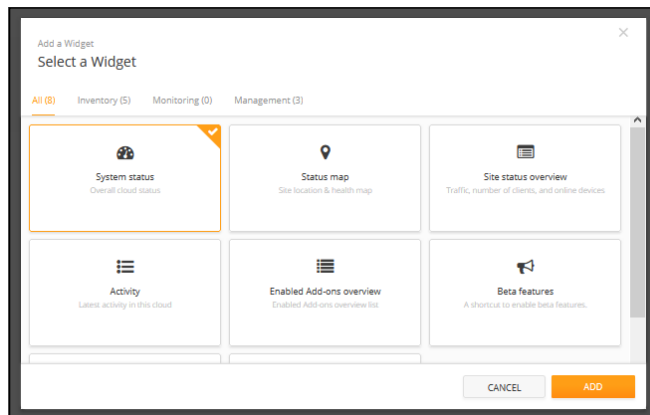 Add a Widget
Select a Widget
All (8) Inventory (5) Monitoring (0) Management (3)
System status
Overall cloud status
Status map
Site location & health map
Site status overview
Traffic, number of clients, and online devices
Activity
Latest activity in this cloud
Enabled Add-ons overview
Enabled Add-ons overview list
Beta features
A shortcut to enable beta features.
CANCEL ADD